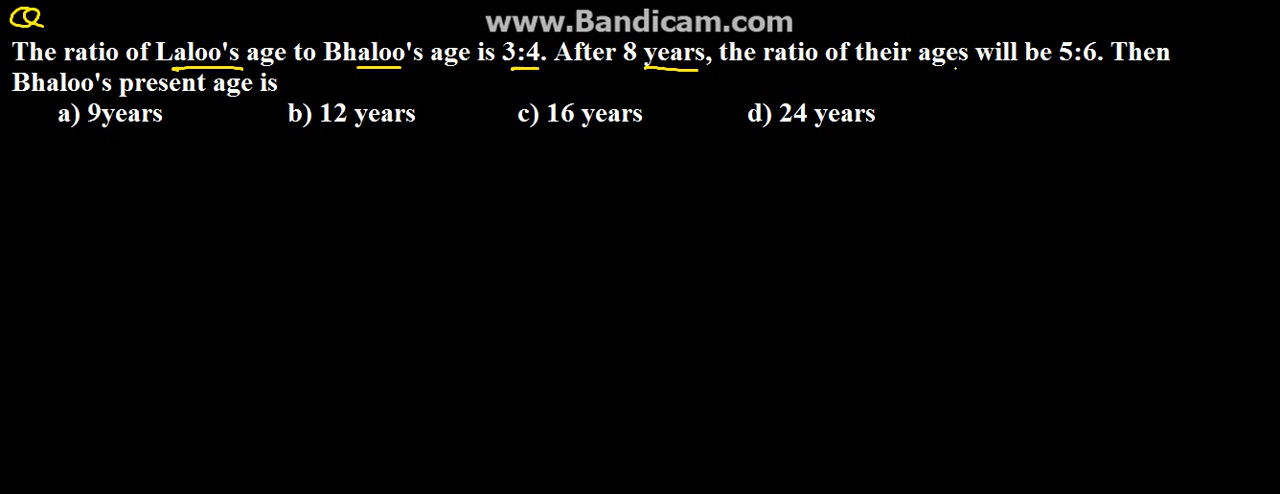 www.Bandicam.com
Q
The ratio of Laloo's age to Bhaloo's age is 3:4. After 8 years, the ratio of their ages will be 5:6. Then
Bhaloo's present age is
a) 9years b) 12 years c) 16 years d) 24 years